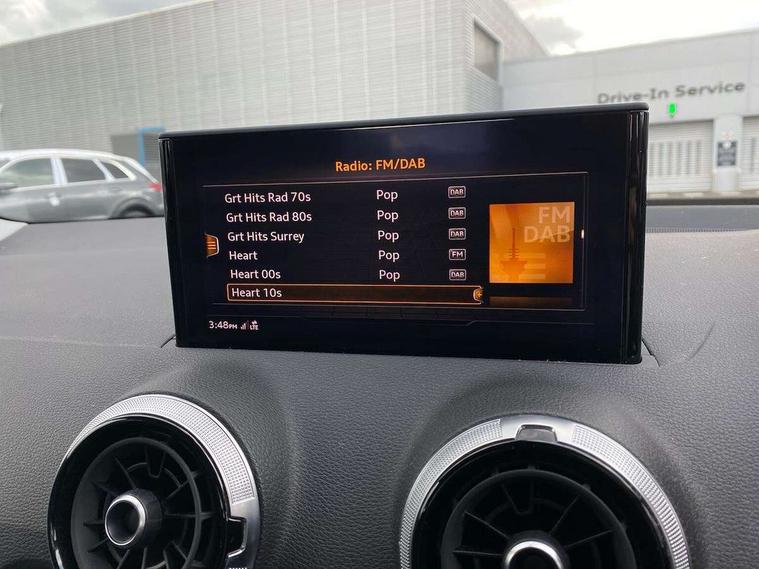 Drive-In Service
Radio: FM/DAB
Grt Hits Rad 70s Pop DAB
Grt Hits Rad 80s Pop DAB
Grt Hits Surrey Pop DAB
Heart Pop FM
Heart 00s Pop DAB
Heart 10s
FM
DAB
3:48PM LTE